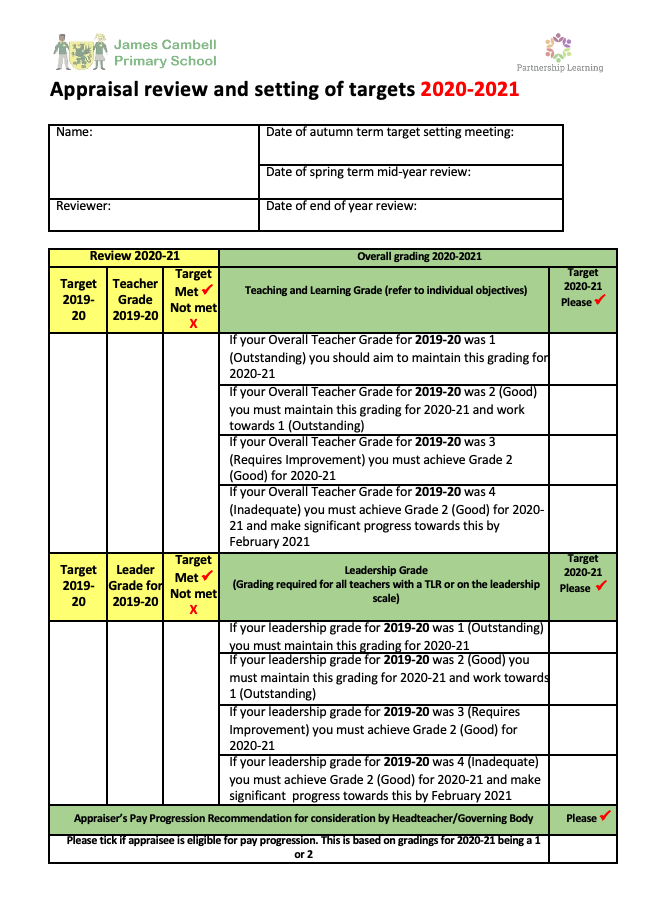 James Cambell
Primary School
Partnership Learning
Appraisal review and setting of targets 2020-2021
Name:
Date of autumn term target setting meeting:
Date of spring term mid-year review:
Reviewer:
Date of end of year review:
Review 2020-21
Overall grading 2020-2021
Target
2019-
20
Teacher
Grade
2019-20
Target
Met ✓
Not met
X
Teaching and Learning Grade (refer to individual objectives)
Target
2020-21
Please ✓
If your Overall Teacher Grade for 2019-20 was 1
(Outstanding) you should aim to maintain this grading for
2020-21
If your Overall Teacher Grade for 2019-20 was 2 (Good)
you must maintain this grading for 2020-21 and work
towards 1 (Outstanding)
If your Overall Teacher Grade for 2019-20 was 3
(Requires Improvement) you must achieve Grade 2
(Good) for 2020-21
If your Overall Teacher Grade for 2019-20 was 4
(Inadequate) you must achieve Grade 2 (Good) for 2020-
21 and make significant progress towards this by
February 2021
Target
2019-
20
Leader
Grade for
2019-20
Target
Met ✓
Not met
X
Leadership Grade
(Grading required for all teachers with a TLR or on the leadership
scale)
Target
2020-21
Please ✓
If your leadership grade for 2019-20 was 1 (Outstanding)
you must maintain this grading for 2020-21
If your leadership grade for 2019-20 was 2 (Good) you
must maintain this grading for 2020-21 and work towards
1 (Outstanding)
If your leadership grade for 2019-20 was 3 (Requires
Improvement) you must achieve Grade 2 (Good) for
2020-21
If your leadership grade for 2019-20 was 4 (Inadequate)
you must achieve Grade 2 (Good) for 2020-21 and make
significant progress towards this by February 2021
Appraiser's Pay Progression Recommendation for consideration by Headteacher/Governing Body
Please ✓
Please tick if appraisee is eligible for pay progression. This is based on gradings for 2020-21 being a 1
or 2